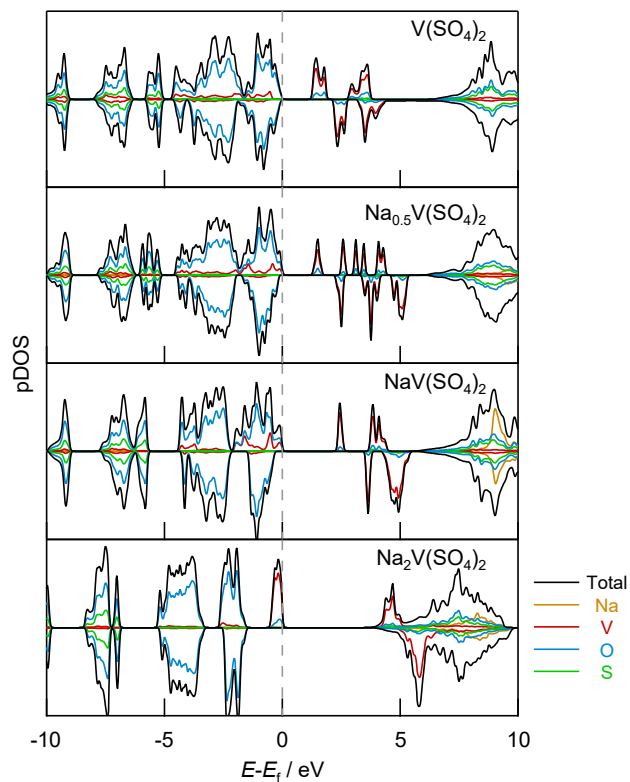 V(SO₄)₂
Na₀.₅V(SO₄)₂
NaV(SO₄)₂
Na₂V(SO₄)₂
pDOS
-10 -5 0 5 10
E-E_f / eV
Total
Na
V
O
S